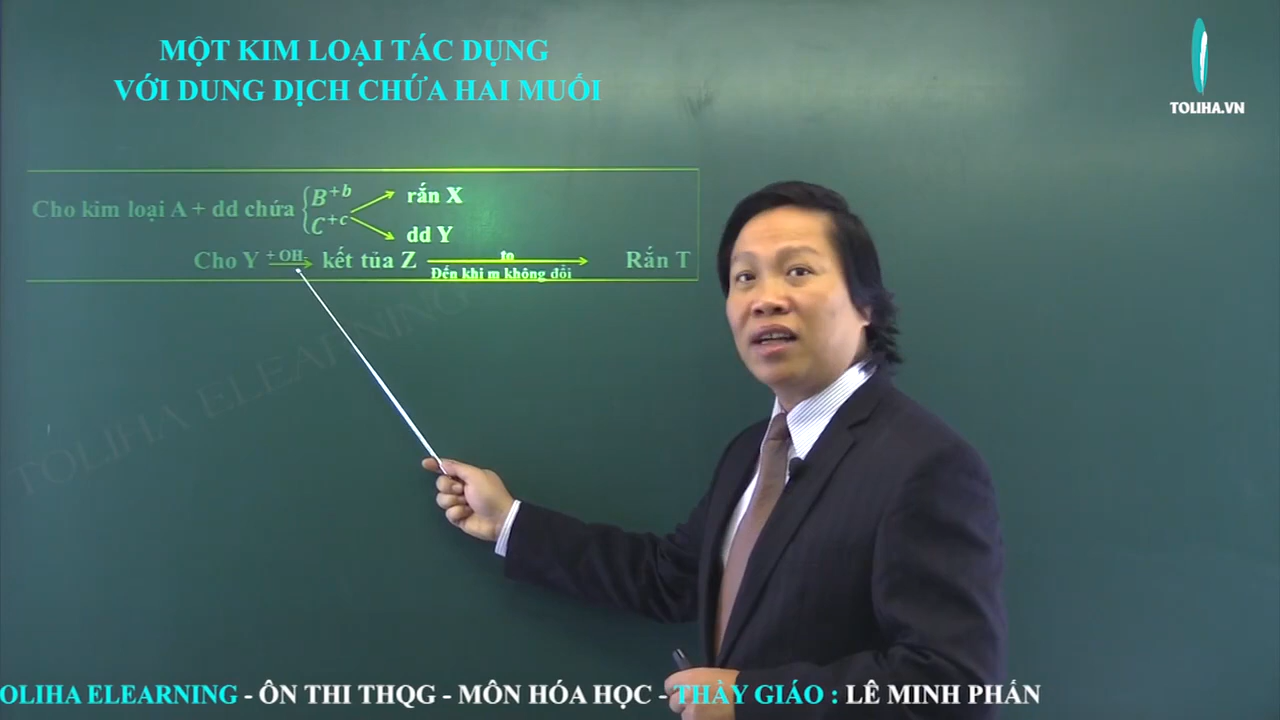 MỘT KIM LOẠI TÁC DỤNG
VỚI DUNG DỊCH CHỨA HAI MUỐI
TOLIHA.VN
Cho kim loại A + dd chứa { B⁺ᵇ C⁺ᶜ rắn X
dd Y
Cho Y + OH- kết tủa Z to Đến khi m không đổi Rắn T
TOLIHA ELEARNING
OLIHA ELEARNING - ÔN THI THQG - MÔN HÓA HỌC - THẦY GIÁO : LÊ MINH PHẤN